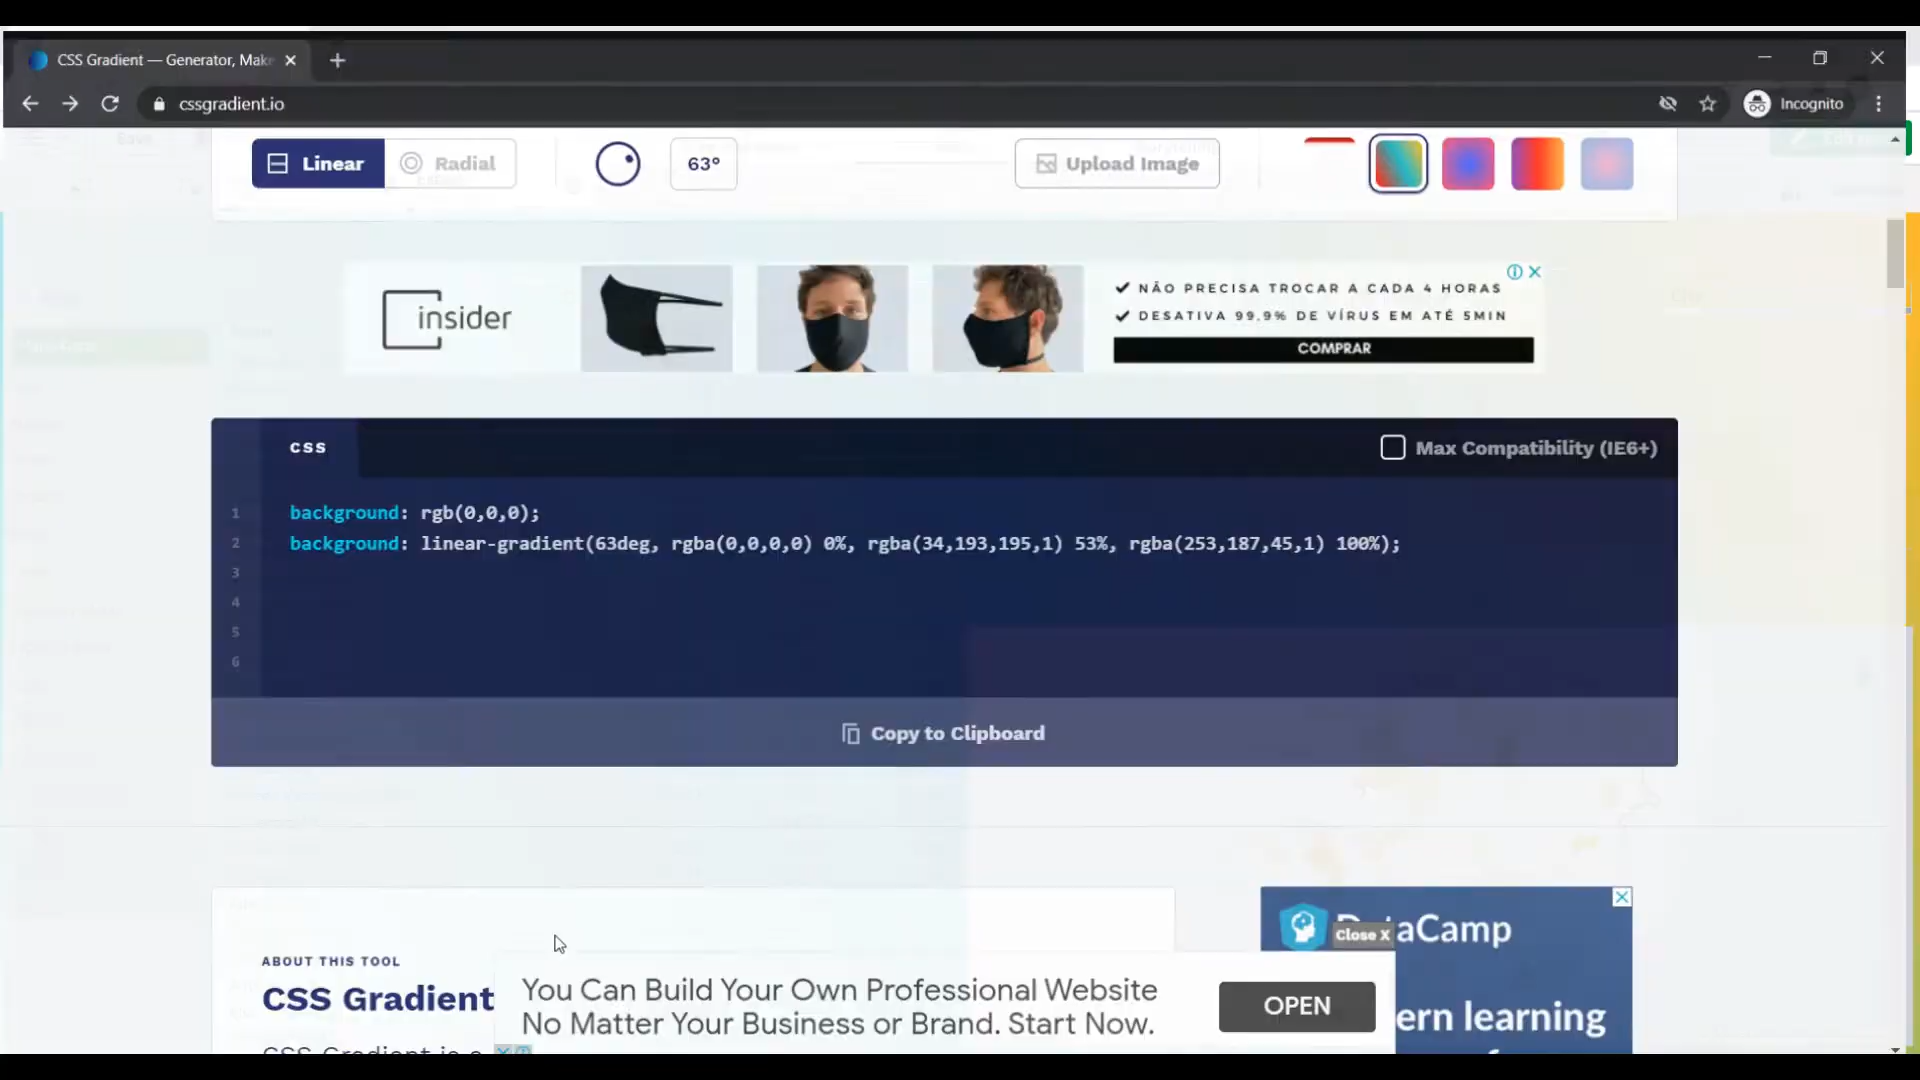 CSS Gradient — Generator, Make
cssgradient.io
Incognito
Linear
Radial
63°
Upload Image
insider
NÃO PRECISA TROCAR A CADA 4 HORAS
DESATIVA 99.9% DE VÍRUS EM ATÉ 5MIN
COMPRAR
CSS
Max Compatibility (IE6+)
1 background: rgb(0,0,0);
2 background: linear-gradient(63deg, rgba(0,0,0,0) 0%, rgba(34,193,195,1) 53%, rgba(253,187,45,1) 100%);
3
4
5
6
Copy to Clipboard
ABOUT THIS TOOL
CSS Gradient
You Can Build Your Own Professional Website
No Matter Your Business or Brand. Start Now.
OPEN
Close X
aCamp
ern learning